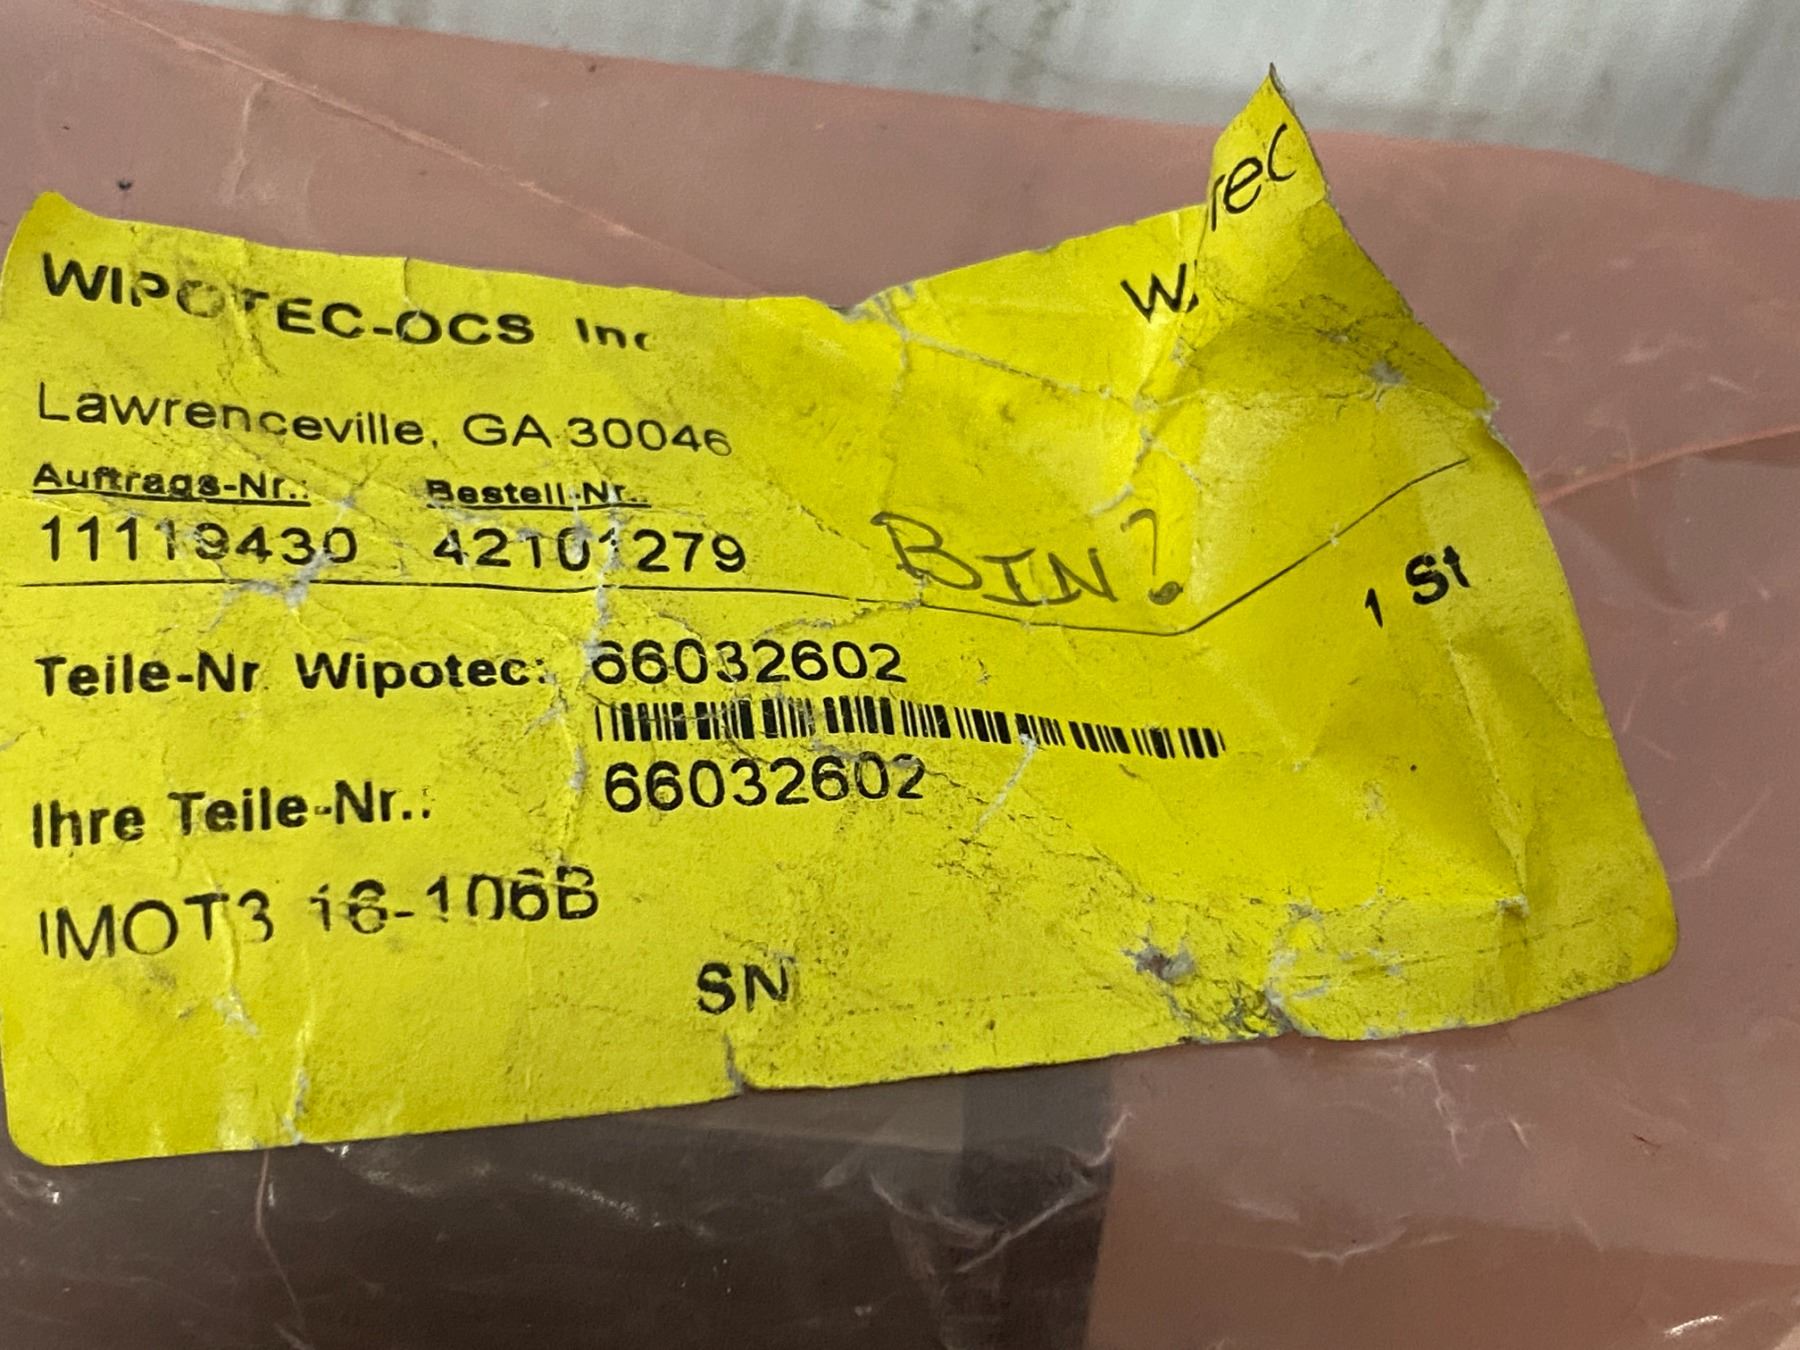 WIPOTEC-OCS Inc
Lawrenceville, GA 30046
Auftrags-Nr.: Bestell-Nr.:
11119430 42101279
BIN?
1 St
Teile-Nr. Wipotec: 66032602
66032602
Ihre Teile-Nr.:
IMOT3 16-106B
SN